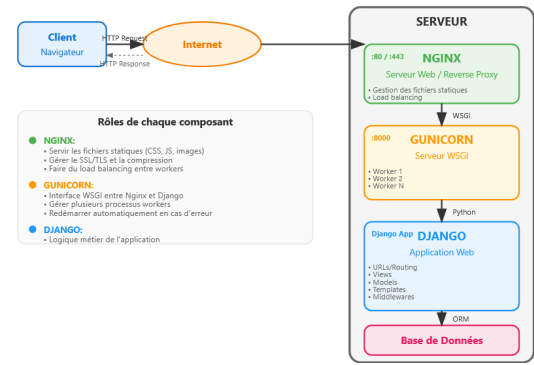 Client
Navigateur
HTTP Request
HTTP Response
Internet
SERVEUR
:80 / :443
NGINX
Serveur Web / Reverse Proxy
• Gestion des fichiers statiques
• Load balancing
WSGI
:8000
GUNICORN
Serveur WSGI
• Worker 1
• Worker 2
• Worker N
Python
Django App
DJANGO
Application Web
• URLs/Routing
• Views
• Models
• Templates
• Middlewares
ORM
Base de Données
Rôles de chaque composant
NGINX:
• Servir les fichiers statiques (CSS, JS, images)
• Gérer le SSL/TLS et la compression
• Faire du load balancing entre workers
GUNICORN:
• Interface WSGI entre Nginx et Django
• Gérer plusieurs processus workers
• Redémarrer automatiquement en cas d'erreur
DJANGO:
• Logique métier de l'application